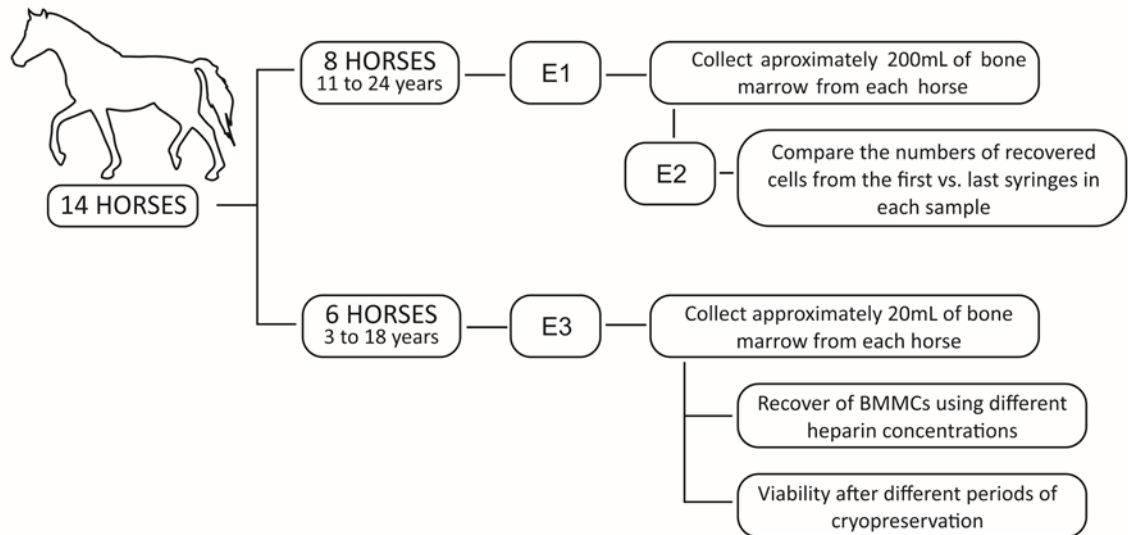 14 HORSES
8 HORSES
11 to 24 years
E1
Collect aproximately 200mL of bone
marrow from each horse
E2
Compare the numbers of recovered
cells from the first vs. last syringes in
each sample
6 HORSES
3 to 18 years
E3
Collect approximately 20mL of bone
marrow from each horse
Recover of BMMCs using different
heparin concentrations
Viability after different periods of
cryopreservation